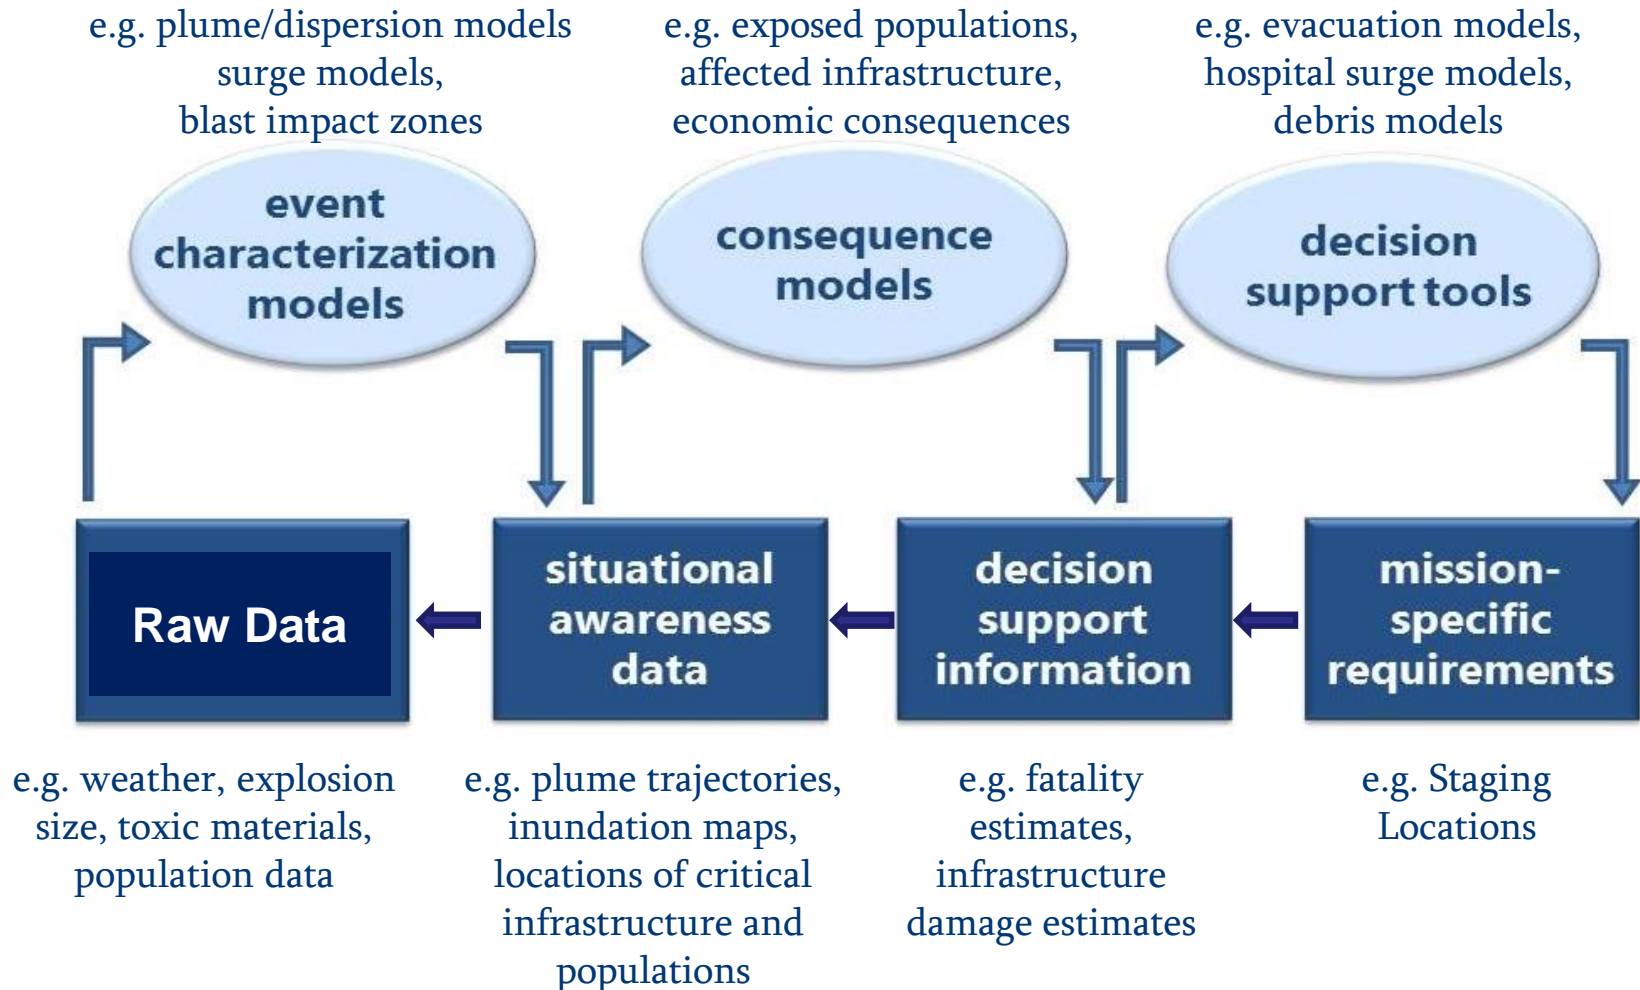 e.g. plume/dispersion models
surge models,
blast impact zones
e.g. exposed populations,
affected infrastructure,
economic consequences
e.g. evacuation models,
hospital surge models,
debris models
event
characterization
models
consequence
models
decision
support tools
Raw Data
situational
awareness
data
decision
support
information
mission-
specific
requirements
e.g. weather, explosion
size, toxic materials,
population data
e.g. plume trajectories,
inundation maps,
locations of critical
infrastructure and
populations
e.g. fatality
estimates,
infrastructure
damage estimates
e.g. Staging
Locations